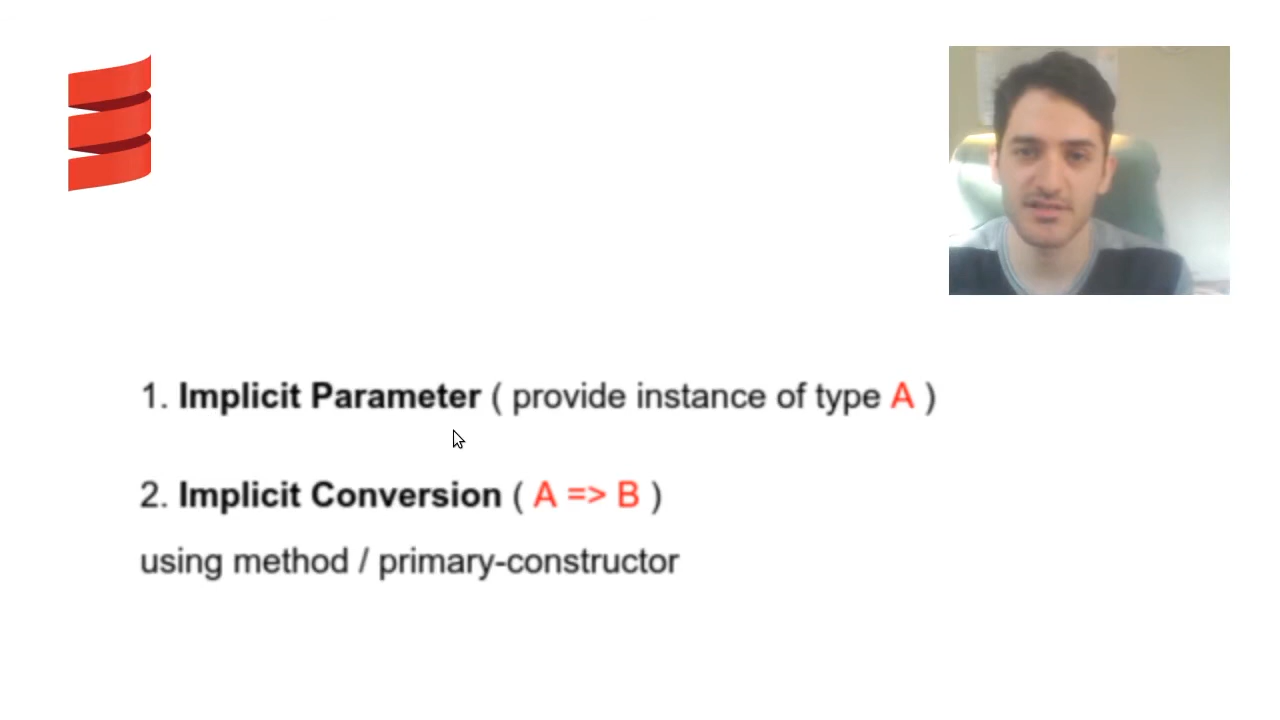 1. Implicit Parameter ( provide instance of type A )
2. Implicit Conversion ( A => B )
using method / primary-constructor